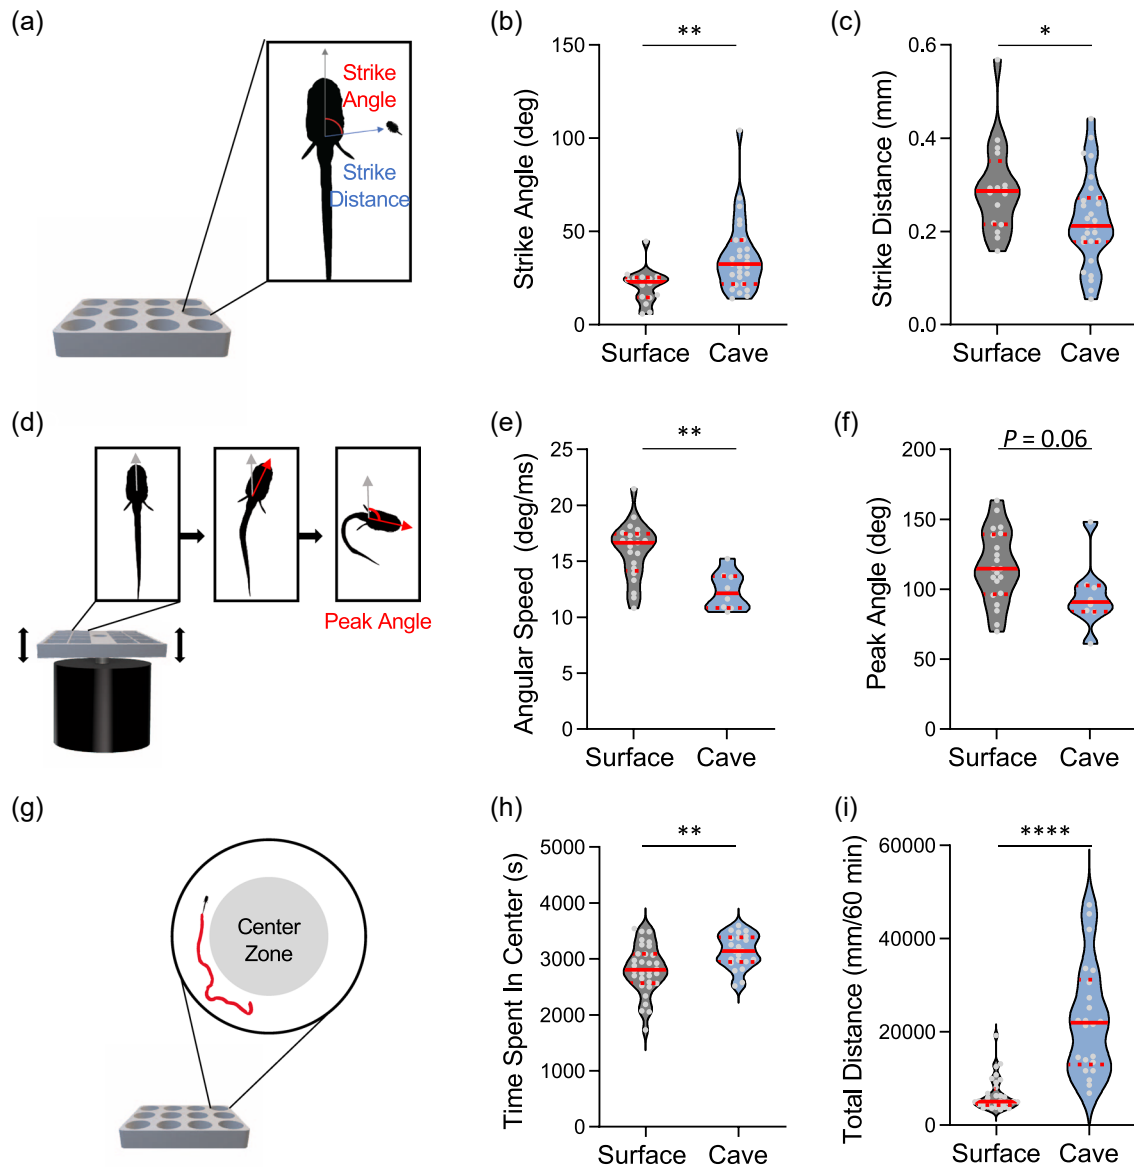 (a)
Strike
Angle
Strike
Distance
(b)
Strike Angle (deg)
150
100
50
0
**
Surface Cave
(c)
Strike Distance (mm)
0.6
0.4
0.2
0.0
*
Surface Cave
(d)
Peak Angle
(e)
Angular Speed (deg/ms)
25
20
15
10
5
0
**
Surface Cave
(f)
Peak Angle (deg)
200
150
100
50
0
P = 0.06
Surface Cave
(g)
Center
Zone
(h)
Time Spent In Center (s)
5000
4000
3000
2000
1000
0
**
Surface Cave
(i)
Total Distance (mm/60 min)
60000
40000
20000
0
****
Surface Cave